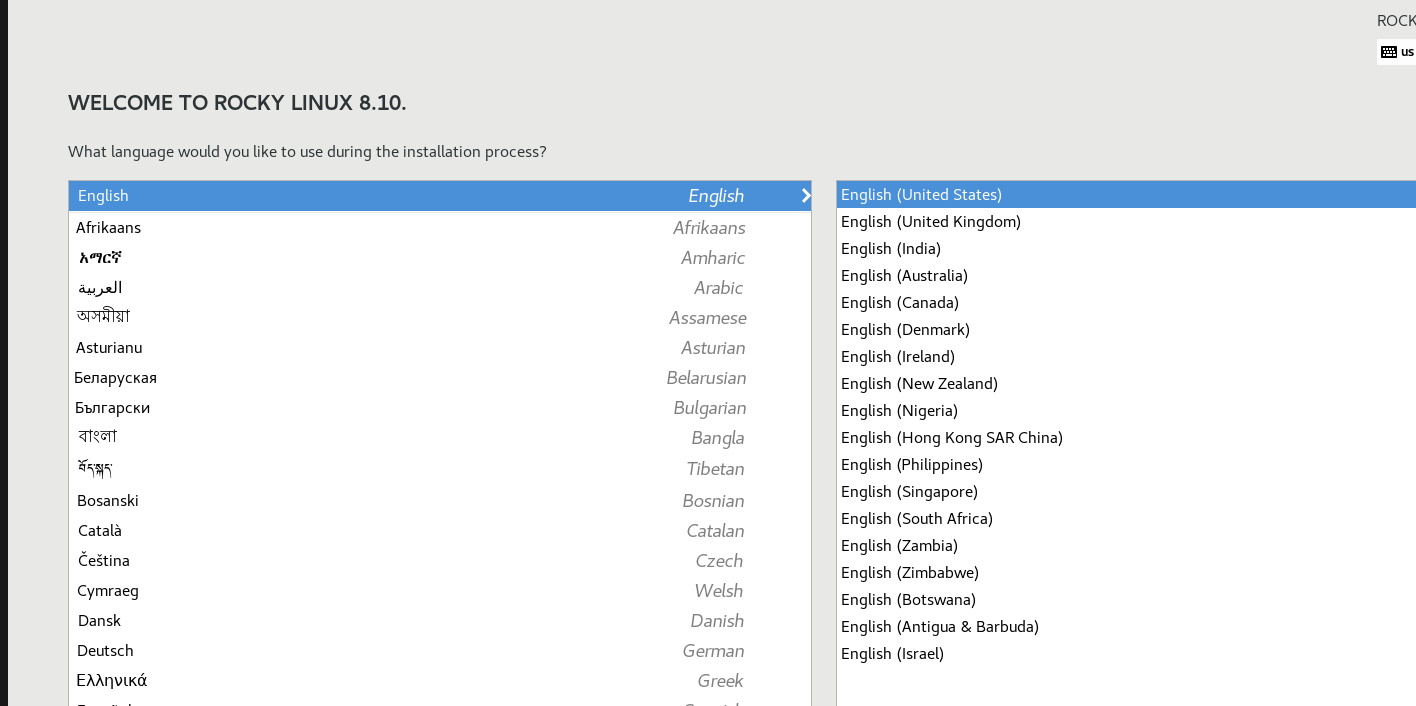 ROCK
us
WELCOME TO ROCKY LINUX 8.10.
What language would you like to use during the installation process?
English English
Afrikaans Afrikaans
አማርኛ Amharic
العربية Arabic
অসমীয়া Assamese
Asturianu Asturian
Беларуская Belarusian
Български Bulgarian
বাংলা Bangla
བོད་སྐད་ Tibetan
Bosanski Bosnian
Català Catalan
Čeština Czech
Cymraeg Welsh
Dansk Danish
Deutsch German
Ελληνικά Greek
English (United States)
English (United Kingdom)
English (India)
English (Australia)
English (Canada)
English (Denmark)
English (Ireland)
English (New Zealand)
English (Nigeria)
English (Hong Kong SAR China)
English (Philippines)
English (Singapore)
English (South Africa)
English (Zambia)
English (Zimbabwe)
English (Botswana)
English (Antigua & Barbuda)
English (Israel)